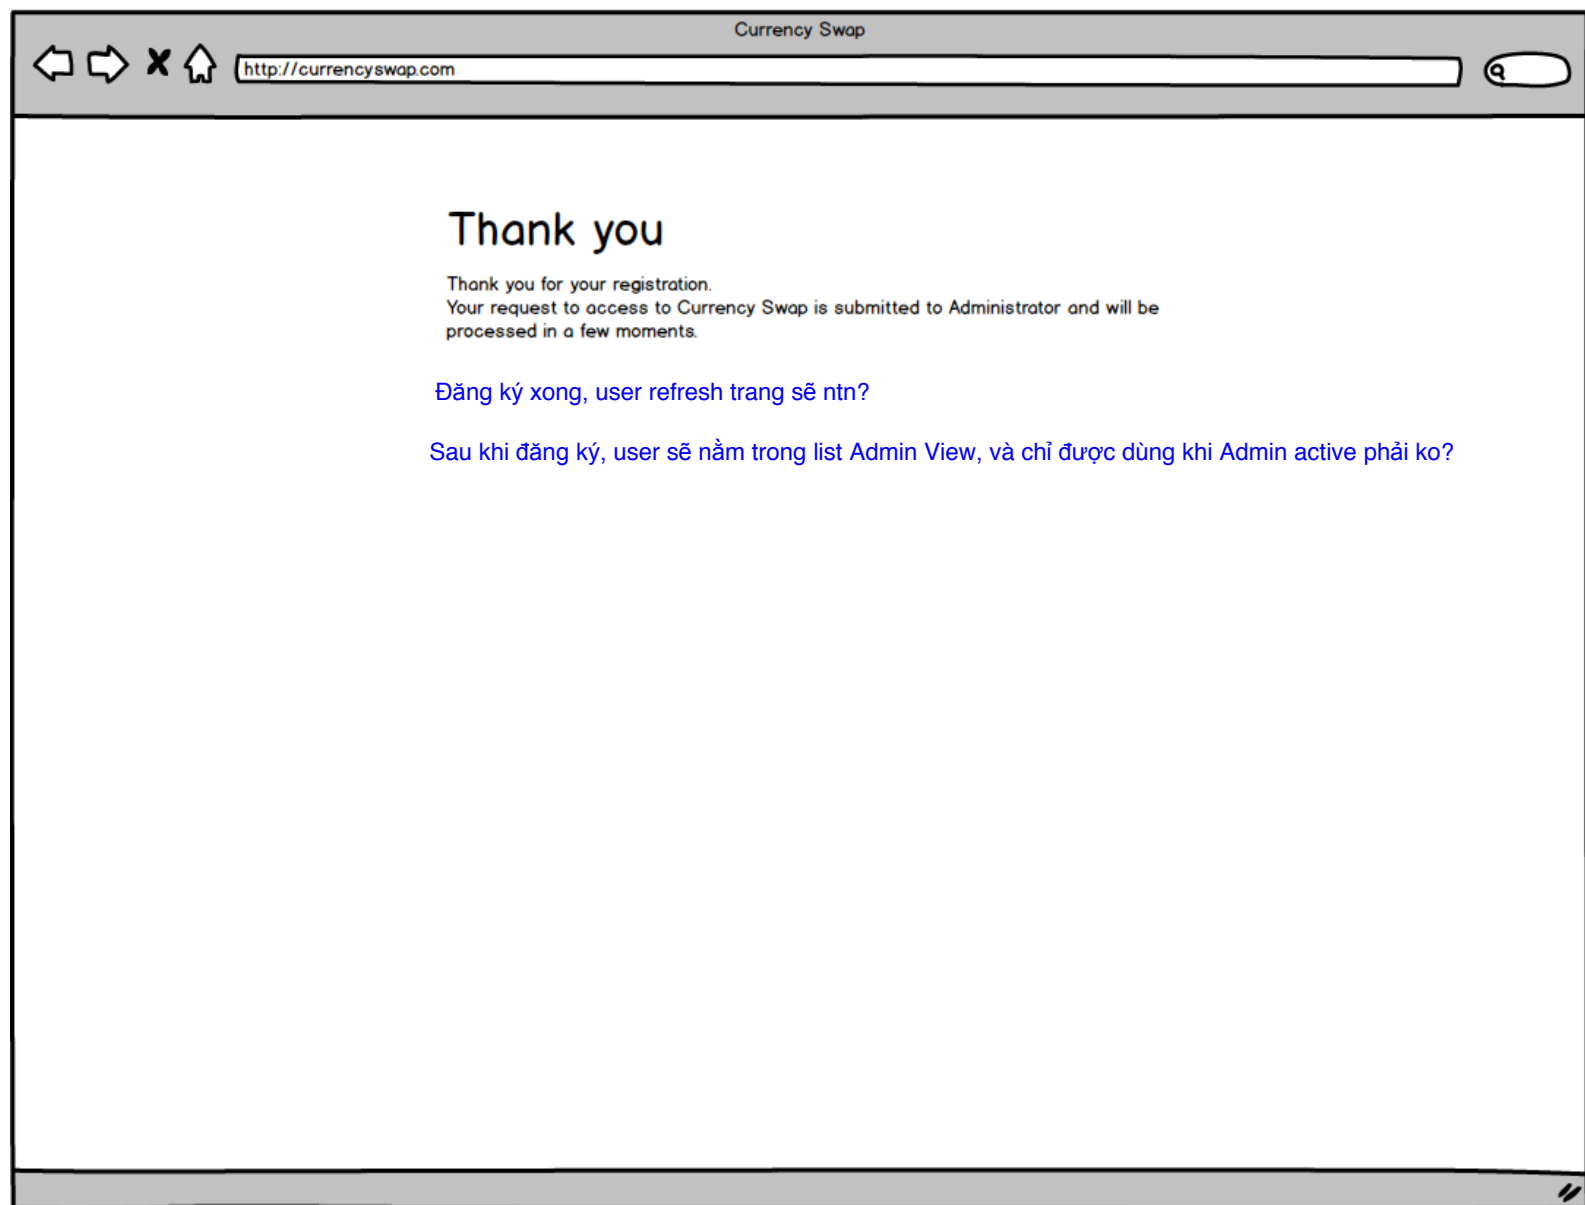 Currency Swap
http://currencyswap.com
Thank you
Thank you for your registration.
Your request to access to Currency Swap is submitted to Administrator and will be
processed in a few moments.
Đăng ký xong, user refresh trang sẽ ntn?
Sau khi đăng ký, user sẽ nằm trong list Admin View, và chỉ được dùng khi Admin active phải ko?